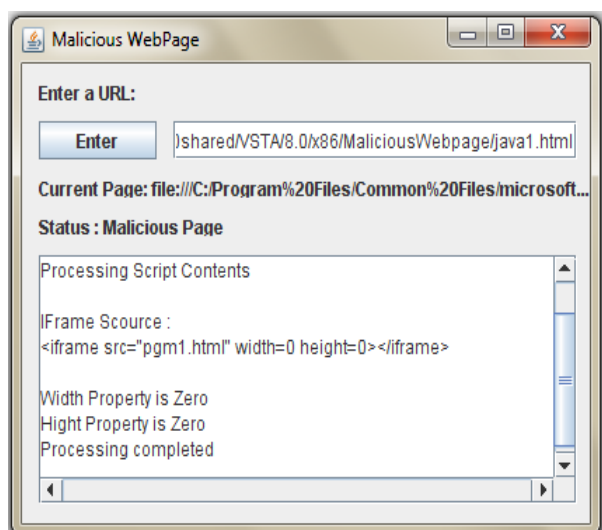 Malicious WebPage
Enter a URL:
Enter )shared/VSTA/8.0/x86/MaliciousWebpage/java1.html
Current Page: file:///C:/Program%20Files/Common%20Files/microsoft...
Status : Malicious Page
Processing Script Contents
IFrame Scource :
<iframe src="pgm1.html" width=0 height=0></iframe>
Width Property is Zero
Hight Property is Zero
Processing completed